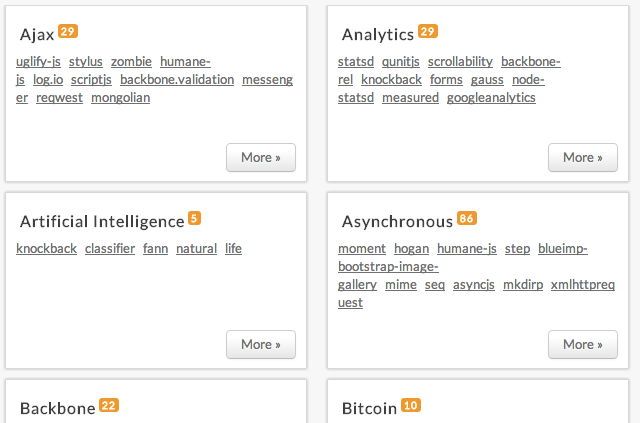 Ajax 29
uglify-js stylus zombie humane-
js log.io scriptjs backbone.validation messeng
er reqwest mongolian
More »
Analytics 29
statsd qunitjs scrollability backbone-
rel knockback forms gauss node-
statsd measured googleanalytics
More »
Artificial Intelligence 5
knockback classifier fann natural life
More »
Asynchronous 86
moment hogan humane-js step blueimp-
bootstrap-image-
gallery mime seq asyncjs mkdirp xmlhttpreq
uest
More »
Backbone 22
Bitcoin 10